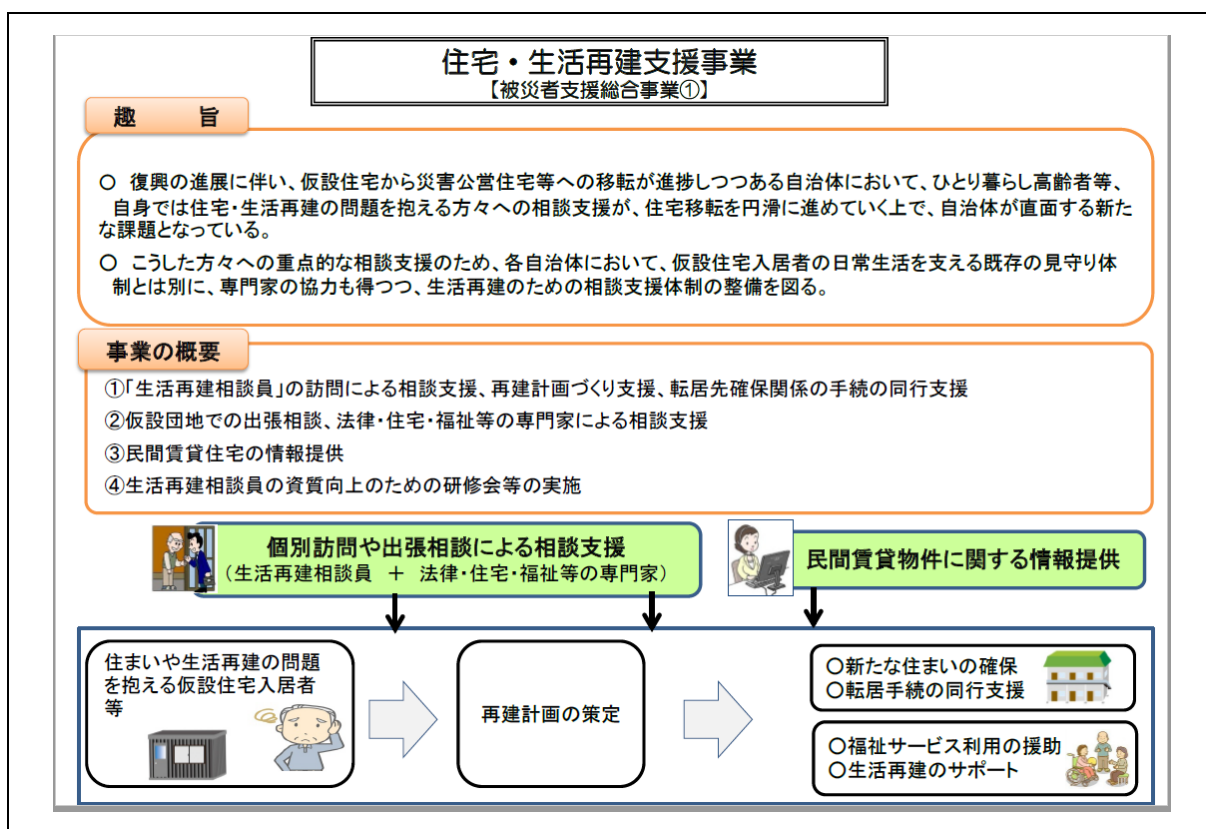 住宅・生活再建支援事業
【被災者支援総合事業①】
趣　　旨
○　復興の進展に伴い、仮設住宅から災害公営住宅等への移転が進捗しつつある自治体において、ひとり暮らし高齢者等、
自身では住宅・生活再建の問題を抱える方々への相談支援が、住宅移転を円滑に進めていく上で、自治体が直面する新た
な課題となっている。
○　こうした方々への重点的な相談支援のため、各自治体において、仮設住宅入居者の日常生活を支える既存の見守り体
制とは別に、専門家の協力も得つつ、生活再建のための相談支援体制の整備を図る。
事業の概要
①「生活再建相談員」の訪問による相談支援、再建計画づくり支援、転居先確保関係の手続の同行支援
②仮設団地での出張相談、法律・住宅・福祉等の専門家による相談支援
③民間賃貸住宅の情報提供
④生活再建相談員の資質向上のための研修会等の実施
個別訪問や出張相談による相談支援
（生活再建相談員　＋　法律・住宅・福祉等の専門家）
民間賃貸物件に関する情報提供
住まいや生活再建の問題
を抱える仮設住宅入居者
等
再建計画の策定
○新たな住まいの確保
○転居手続の同行支援
○福祉サービス利用の援助
○生活再建のサポート